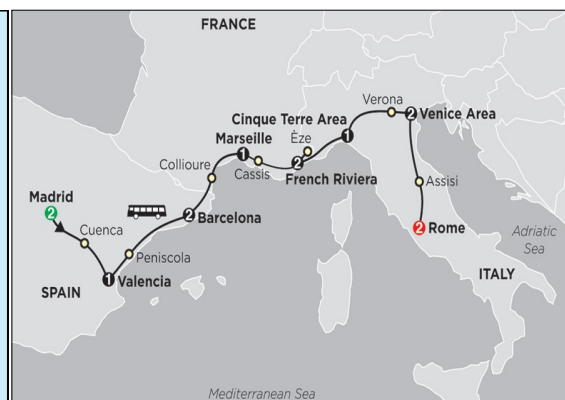 FRANCE
Verona
2 Venice Area
Cinque Terre Area
1
Èze
Marseille
1
Collioure
Cassis
2
French Riviera
Madrid
2
Assisi
2 Barcelona
2 Rome
Adriatic
Sea
Cuenca
Peniscola
ITALY
1 Valencia
SPAIN
Mediterranean Sea